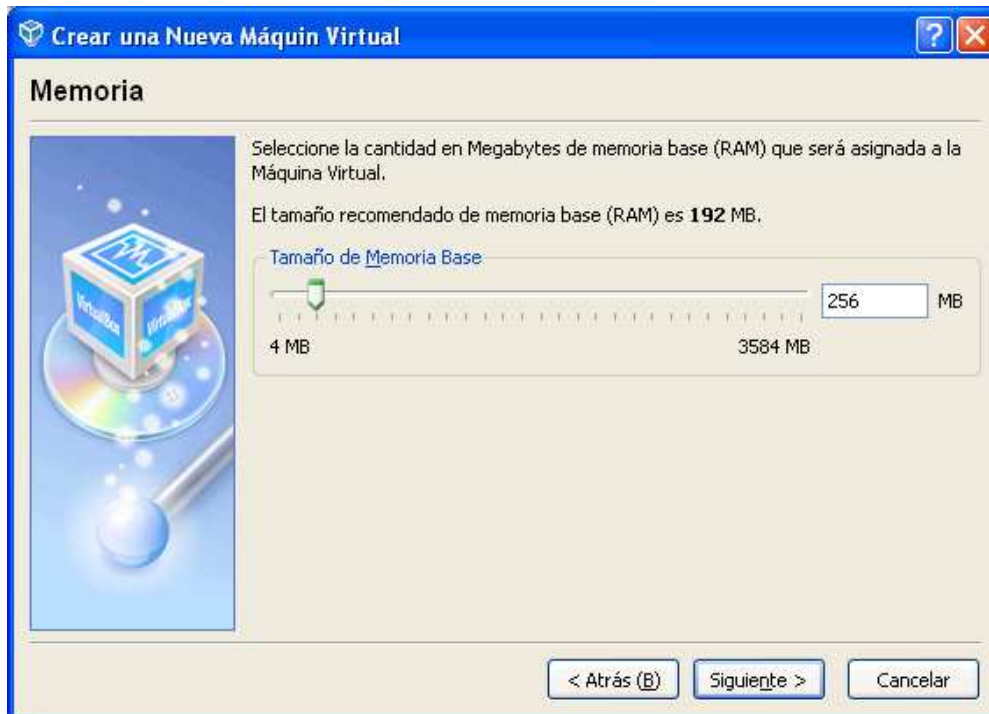 Crear una Nueva Máquin Virtual
Memoria
Seleccione la cantidad en Megabytes de memoria base (RAM) que será asignada a la
Máquina Virtual.
El tamaño recomendado de memoria base (RAM) es 192 MB.
Tamaño de Memoria Base
256 MB
4 MB 3584 MB
VirtualBox VirtualBox
< Atrás (B) Siguiente > Cancelar